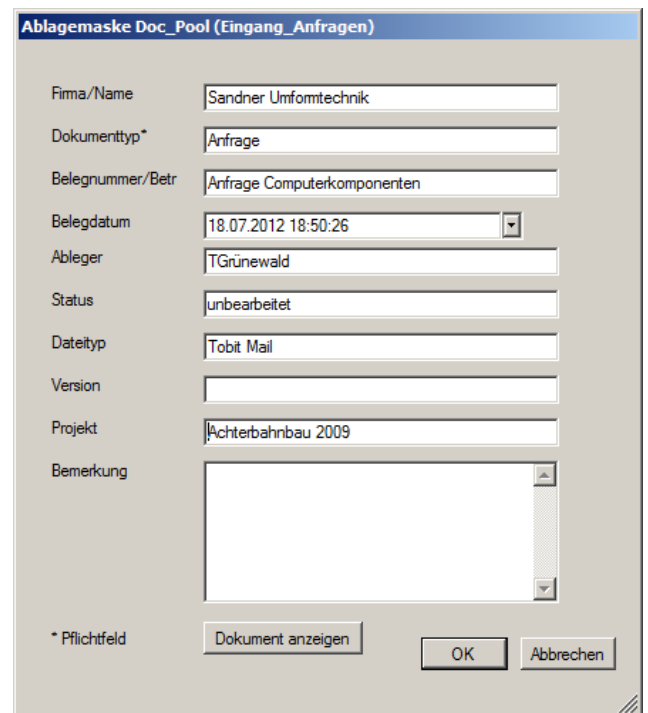 Ablagemaske Doc_Pool (Eingang_Anfragen)
Firma/Name Sandner Umformtechnik
Dokumenttyp* Anfrage
Belegnummer/Betr Anfrage Computerkomponenten
Belegdatum 18.07.2012 18:50:26
Ableger TGrünewald
Status unbearbeitet
Dateityp Tobit Mail
Version
Projekt Achterbahnbau 2009
Bemerkung
* Pflichtfeld Dokument anzeigen OK Abbrechen